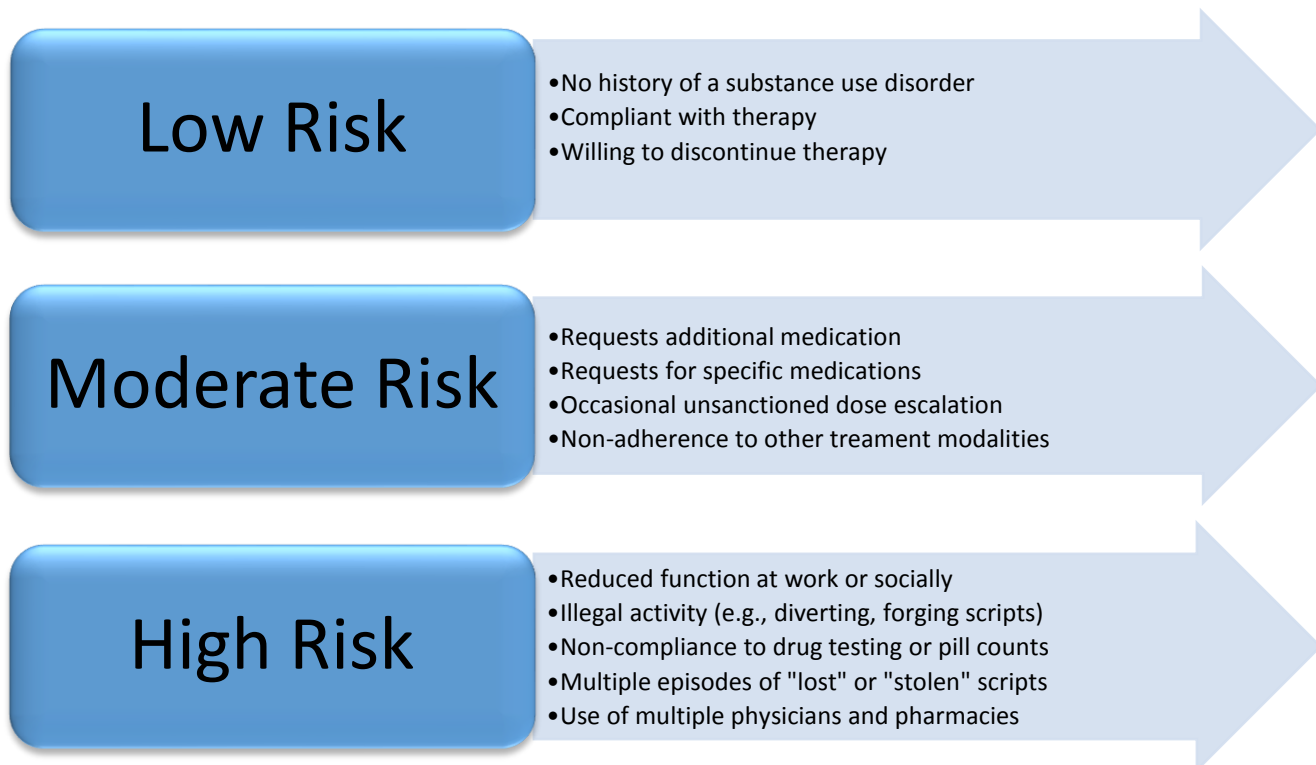 Low Risk
•No history of a substance use disorder
•Compliant with therapy
•Willing to discontinue therapy
Moderate Risk
•Requests additional medication
•Requests for specific medications
•Occasional unsanctioned dose escalation
•Non-adherence to other treament modalities
High Risk
•Reduced function at work or socially
•Illegal activity (e.g., diverting, forging scripts)
•Non-compliance to drug testing or pill counts
•Multiple episodes of "lost" or "stolen" scripts
•Use of multiple physicians and pharmacies